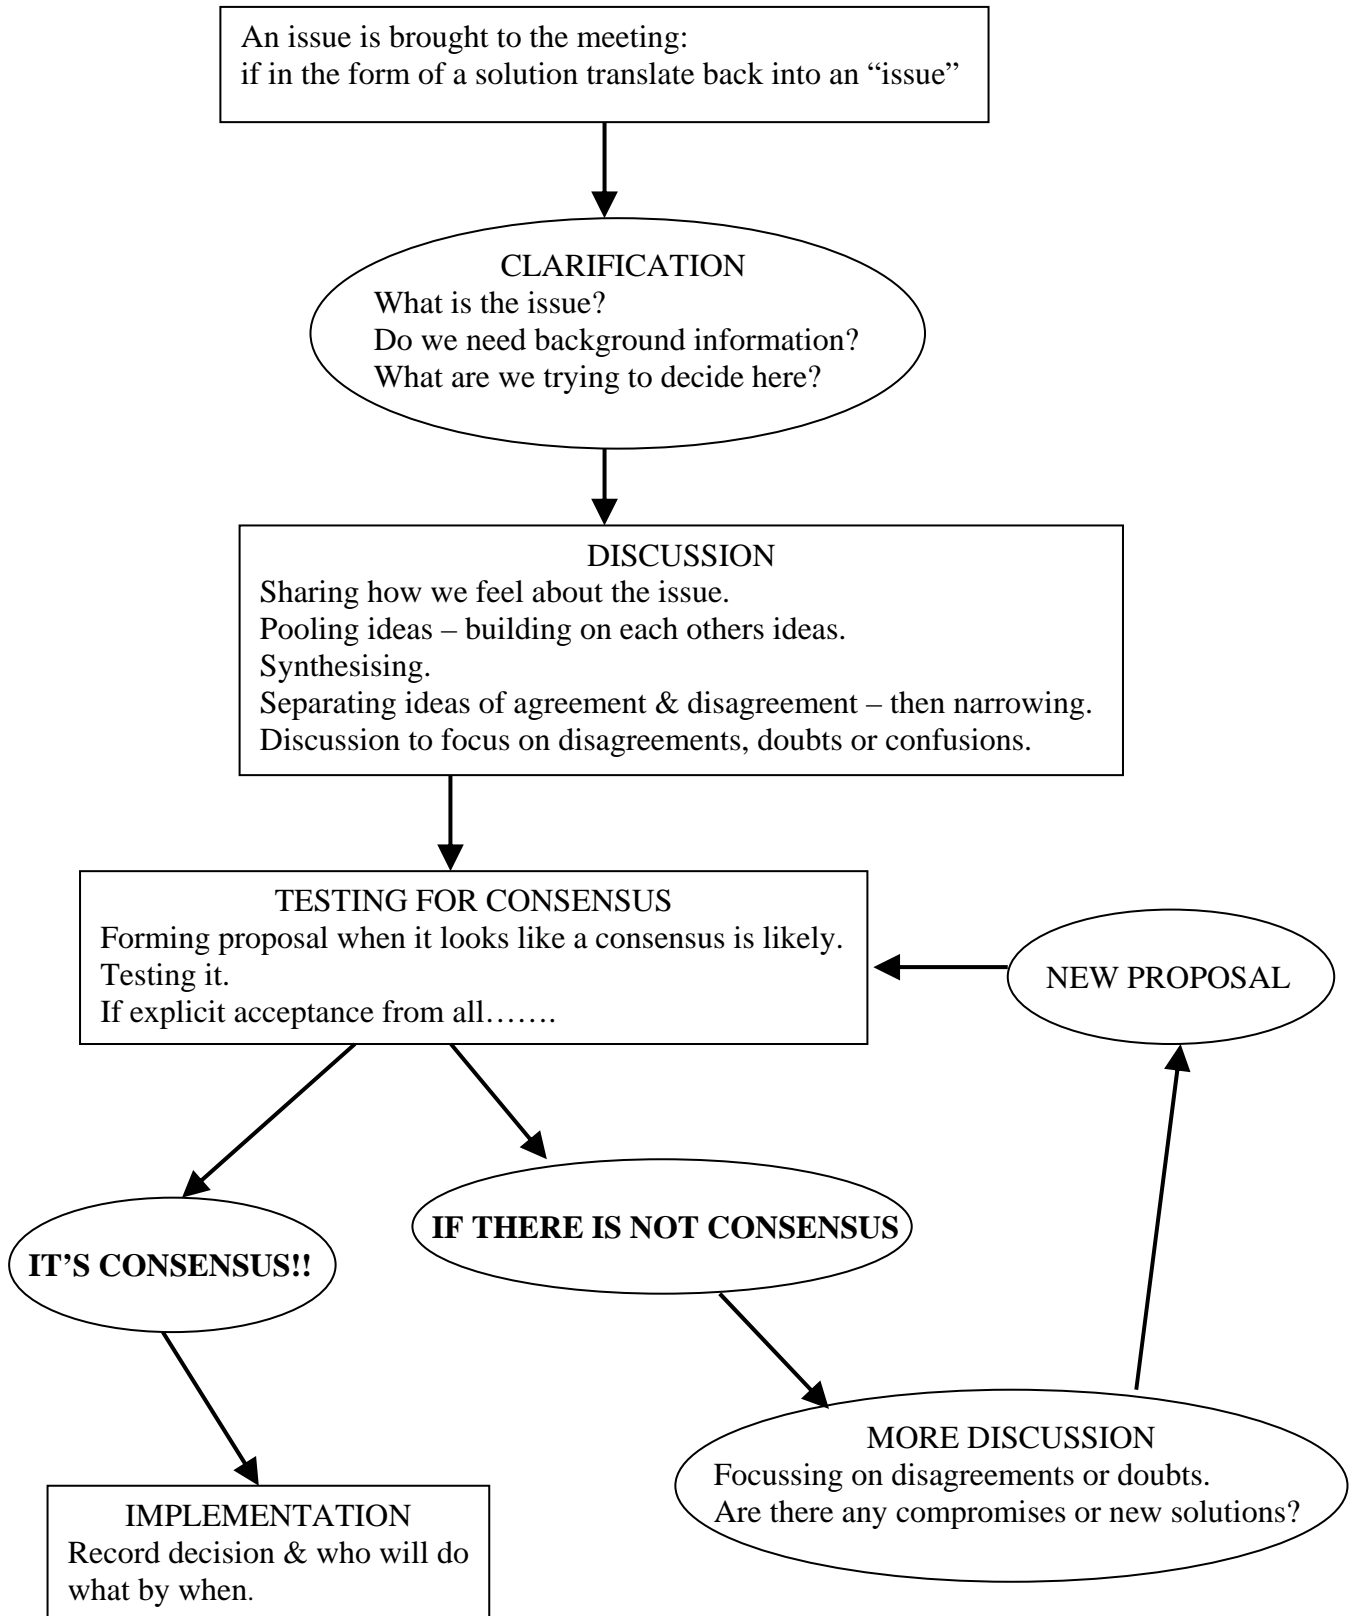 An issue is brought to the meeting:
if in the form of a solution translate back into an “issue”
CLARIFICATION
What is the issue?
Do we need background information?
What are we trying to decide here?
DISCUSSION
Sharing how we feel about the issue.
Pooling ideas – building on each others ideas.
Synthesising.
Separating ideas of agreement & disagreement – then narrowing.
Discussion to focus on disagreements, doubts or confusions.
TESTING FOR CONSENSUS
Forming proposal when it looks like a consensus is likely.
Testing it.
If explicit acceptance from all…….
NEW PROPOSAL
IT’S CONSENSUS!!
IF THERE IS NOT CONSENSUS
MORE DISCUSSION
Focussing on disagreements or doubts.
Are there any compromises or new solutions?
IMPLEMENTATION
Record decision & who will do
what by when.